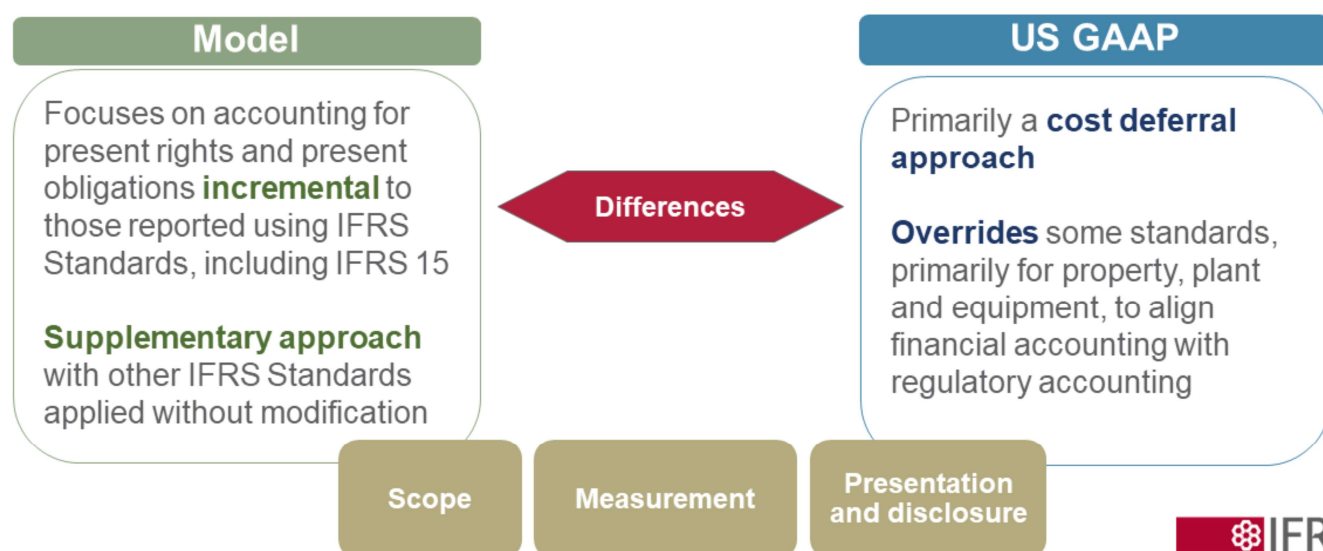 Model
Focuses on accounting for
present rights and present
obligations incremental to
those reported using IFRS
Standards, including IFRS 15
Supplementary approach
with other IFRS Standards
applied without modification
Differences
US GAAP
Primarily a cost deferral
approach
Overrides some standards,
primarily for property, plant
and equipment, to align
financial accounting with
regulatory accounting
Scope
Measurement
Presentation
and disclosure
IFR